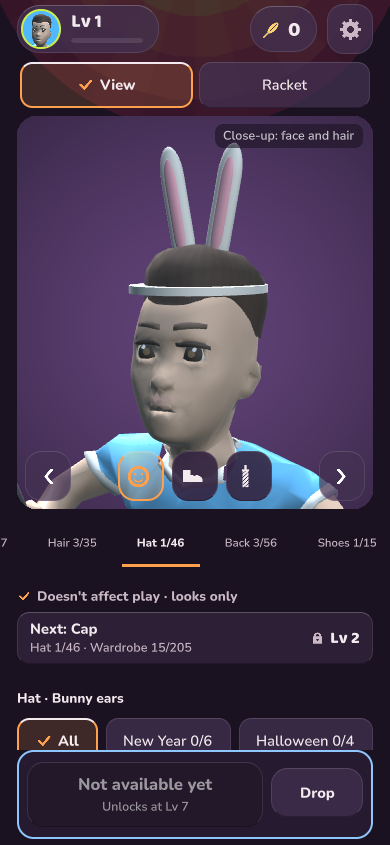 Lv 1
0
View
Racket
Close-up: face and hair
7
Hair 3/35
Hat 1/46
Back 3/56
Shoes 1/15
Doesn't affect play · looks only
Next: Cap
Hat 1/46 · Wardrobe 15/205
Lv 2
Hat · Bunny ears
All
New Year 0/6
Halloween 0/4
Not available yet
Unlocks at Lv 7
Drop